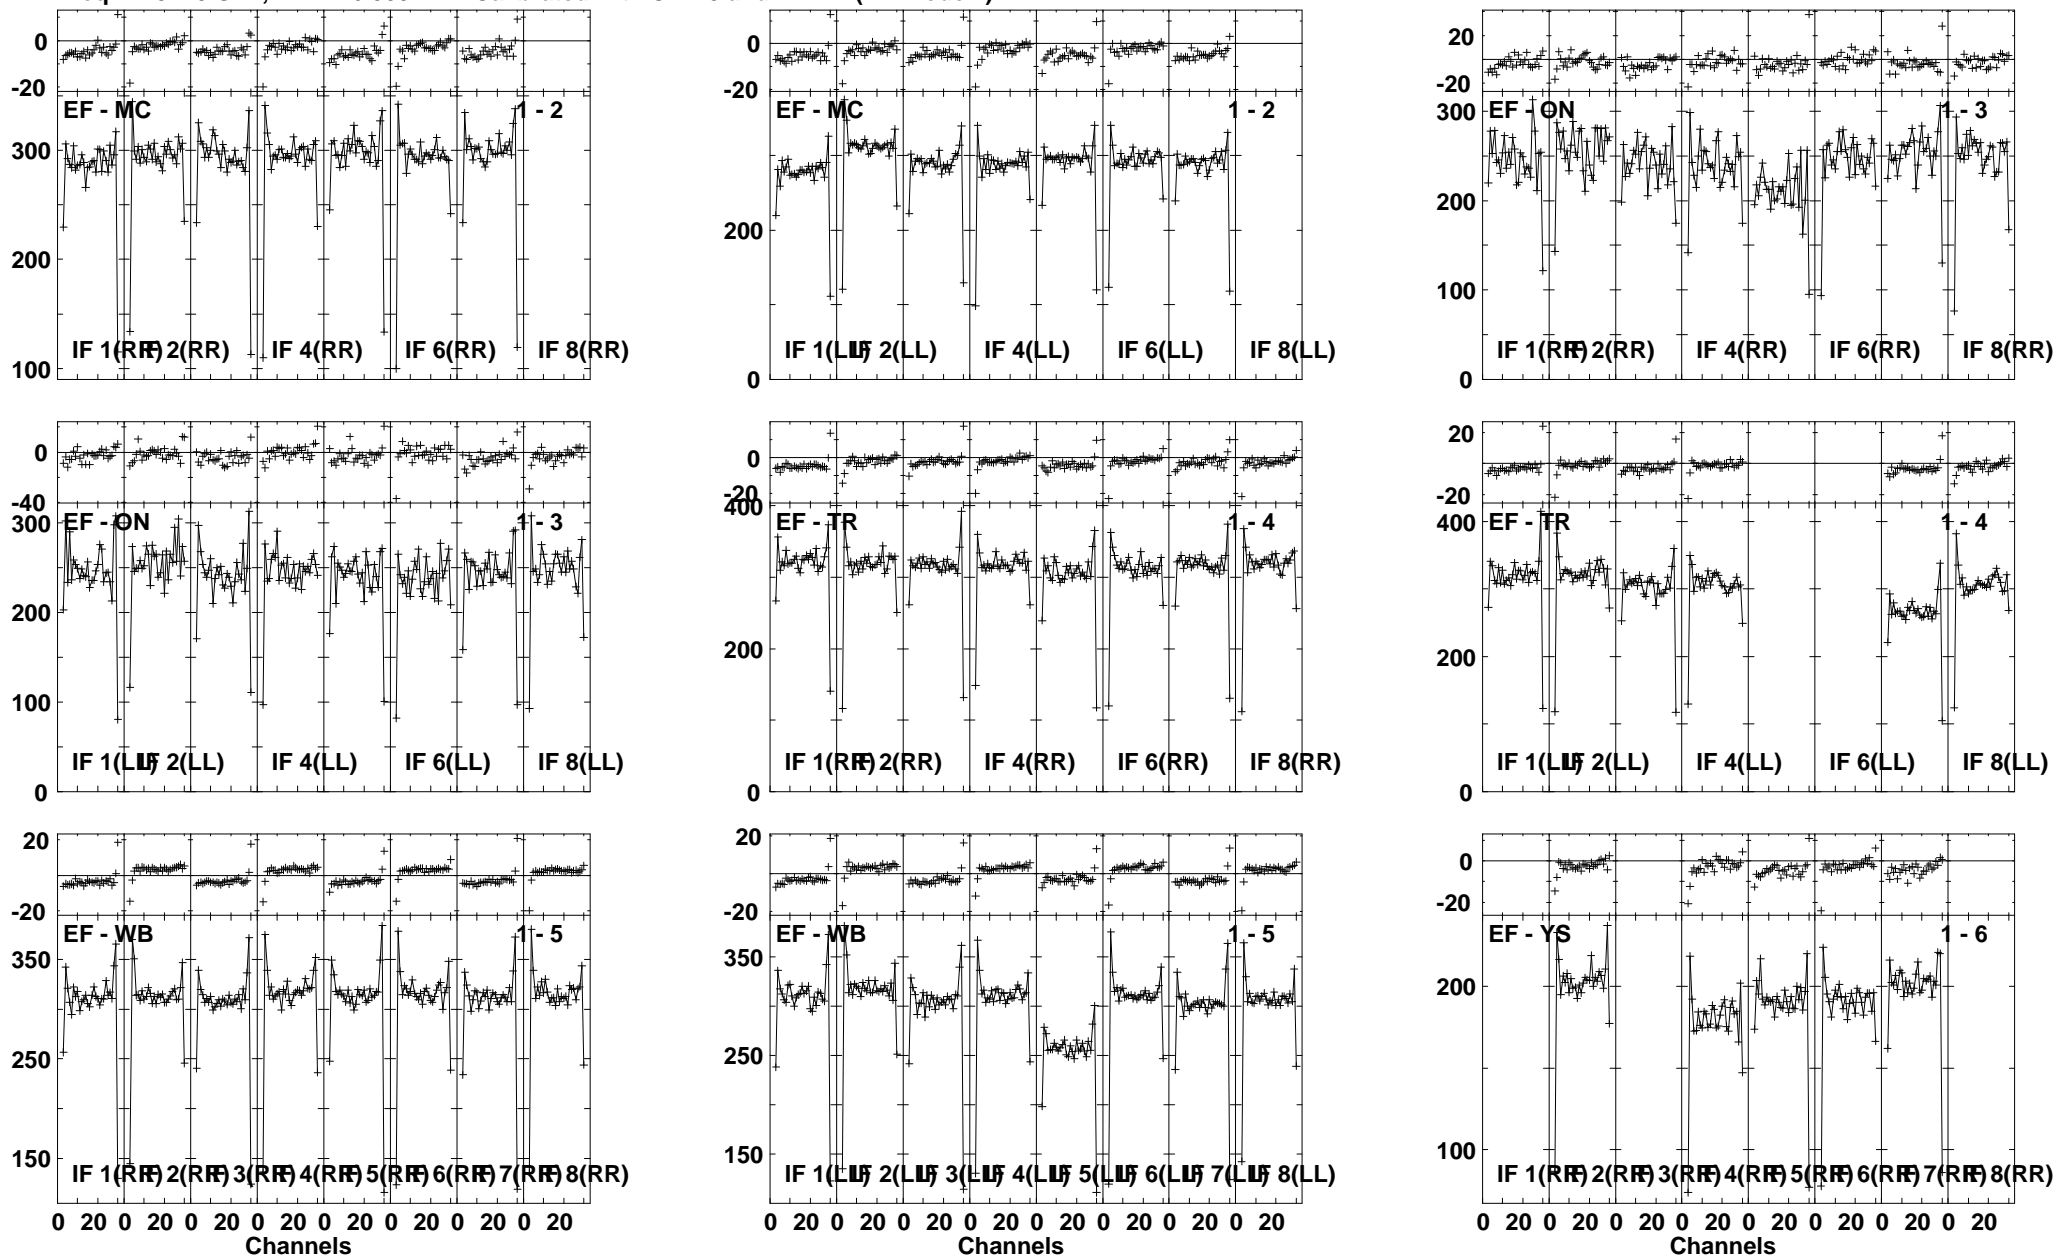 0 0 20
-20 0 -20
EF - MC 1 - 2 EF - MC 1 - 2 EF - ON 1 - 3
300 300
200 200 200
100
100 IF 1(RR) IF 2(RR) IF 4(RR) IF 6(RR) IF 8(RR) IF 1(LL) IF 2(LL) IF 4(LL) IF 6(LL) IF 8(LL) IF 1(RR) IF 2(RR) IF 4(RR) IF 6(RR) IF 8(RR)
0 0
0 0 20
-40 -20 -20
EF - ON 1 - 3 EF - TR 1 - 4 EF - TR 1 - 4
300 400 400
200 200 200
100
IF 1(LL) IF 2(LL) IF 4(LL) IF 6(LL) IF 8(LL) IF 1(RR) IF 2(RR) IF 4(RR) IF 6(RR) IF 8(RR) IF 1(LL) IF 2(LL) IF 4(LL) IF 6(LL) IF 8(LL)
0 0 0
20 20 0
-20 -20 -20
EF - WB 1 - 5 EF - WB 1 - 5 EF - YS 1 - 6
350 350 200
250 250
150 150 100
IF 1(RR) IF 2(RR) IF 3(RR) IF 4(RR) IF 5(RR) IF 6(RR) IF 7(RR) IF 8(RR) IF 1(LL) IF 2(LL) IF 3(LL) IF 4(LL) IF 5(LL) IF 6(LL) IF 7(LL) IF 8(LL) IF 1(RR) IF 2(RR) IF 3(RR) IF 4(RR) IF 5(RR) IF 6(RR) IF 7(RR) IF 8(RR)
0 20 0 0 20 0 0 20 0 0 20 0 20 0 20 0 0 20 0 0 20 0 0 20 0 20 0 20 0 0 20 0 0 20 0 0 20 0 20
Channels Channels Channels